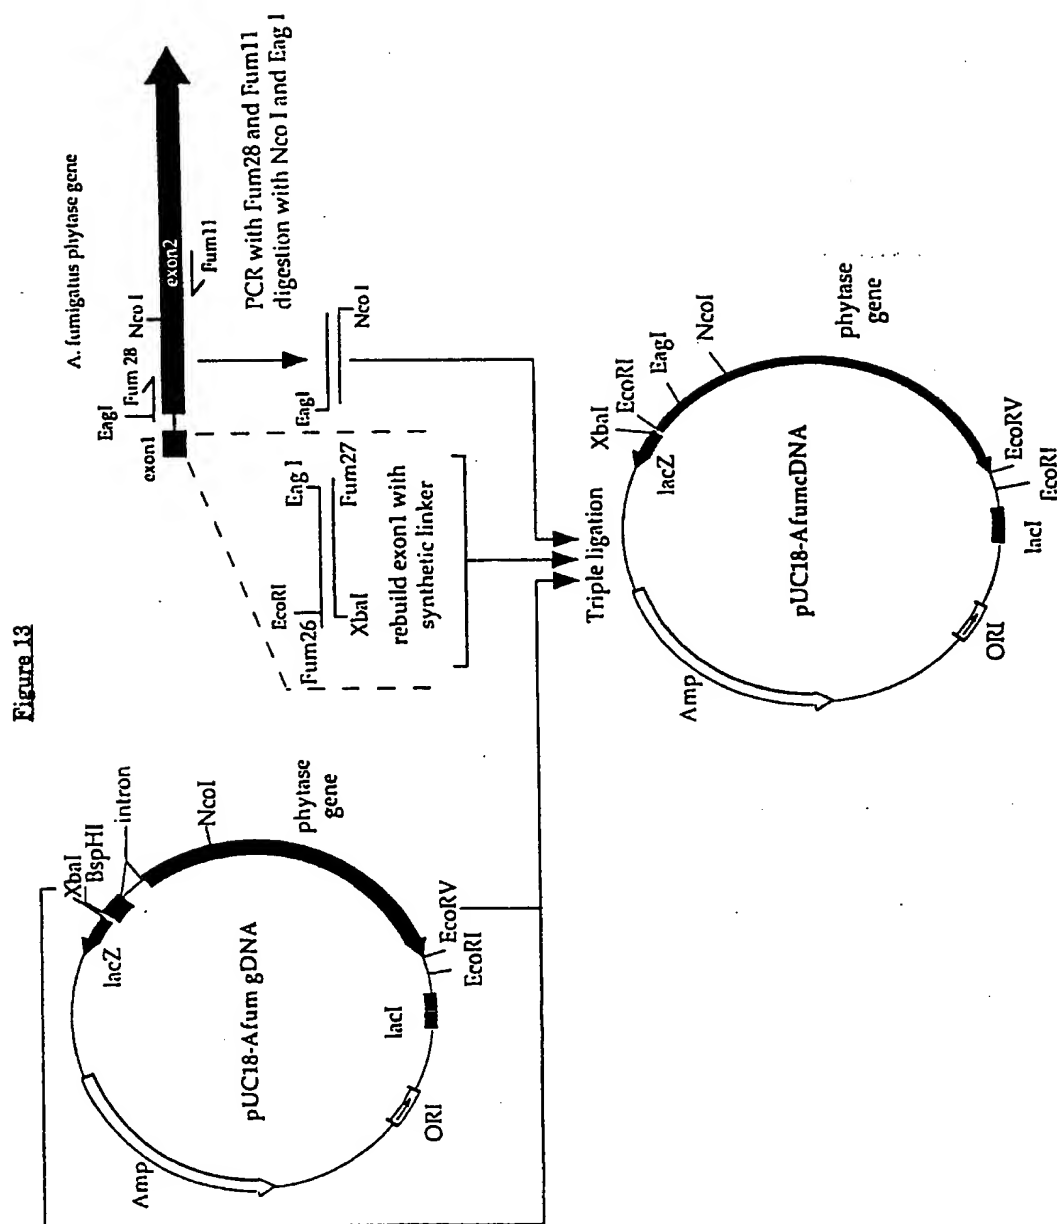 Figure 13
A. fumigatus phytase gene
EagI
Fum 28
Nco I
exon1
exon2
Fum11
PCR with Fum28 and Fum11
digestion with Nco I and Eag I
EagI
Nco I
EcoRI
Eag I
Fum26
Fum27
XbaI
rebuild exon1 with
synthetic linker
Triple ligation
XbaI
BspHI
intron
NcoI
lacZ
phytase
gene
pUC18-Afum gDNA
Amp
EcoRV
EcoRI
lacI
ORI
XbaI
EcoRI
EagI
NcoI
lacZ
phytase
gene
pUC18-AfumcDNA
Amp
EcoRV
EcoRI
lacI
ORI